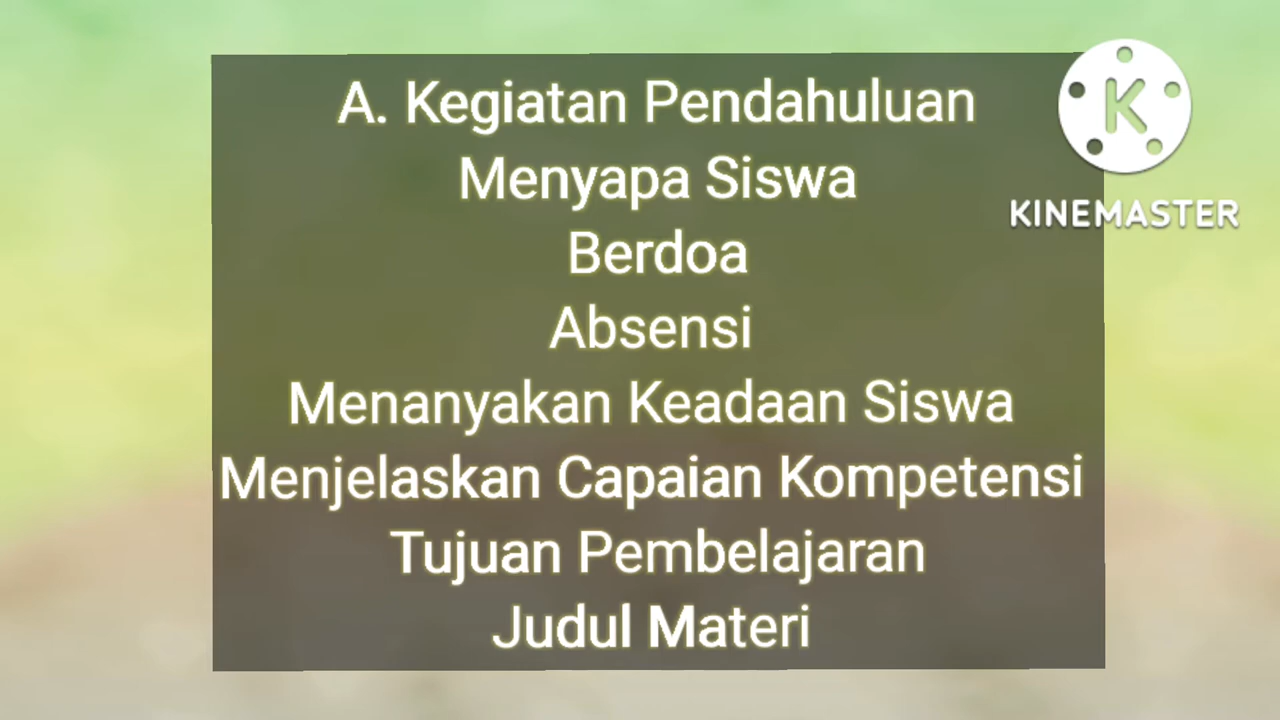 A. Kegiatan Pendahuluan
Menyapa Siswa
Berdoa
Absensi
Menanyakan Keadaan Siswa
Menjelaskan Capaian Kompetensi
Tujuan Pembelajaran
Judul Materi
K
KINEMASTER